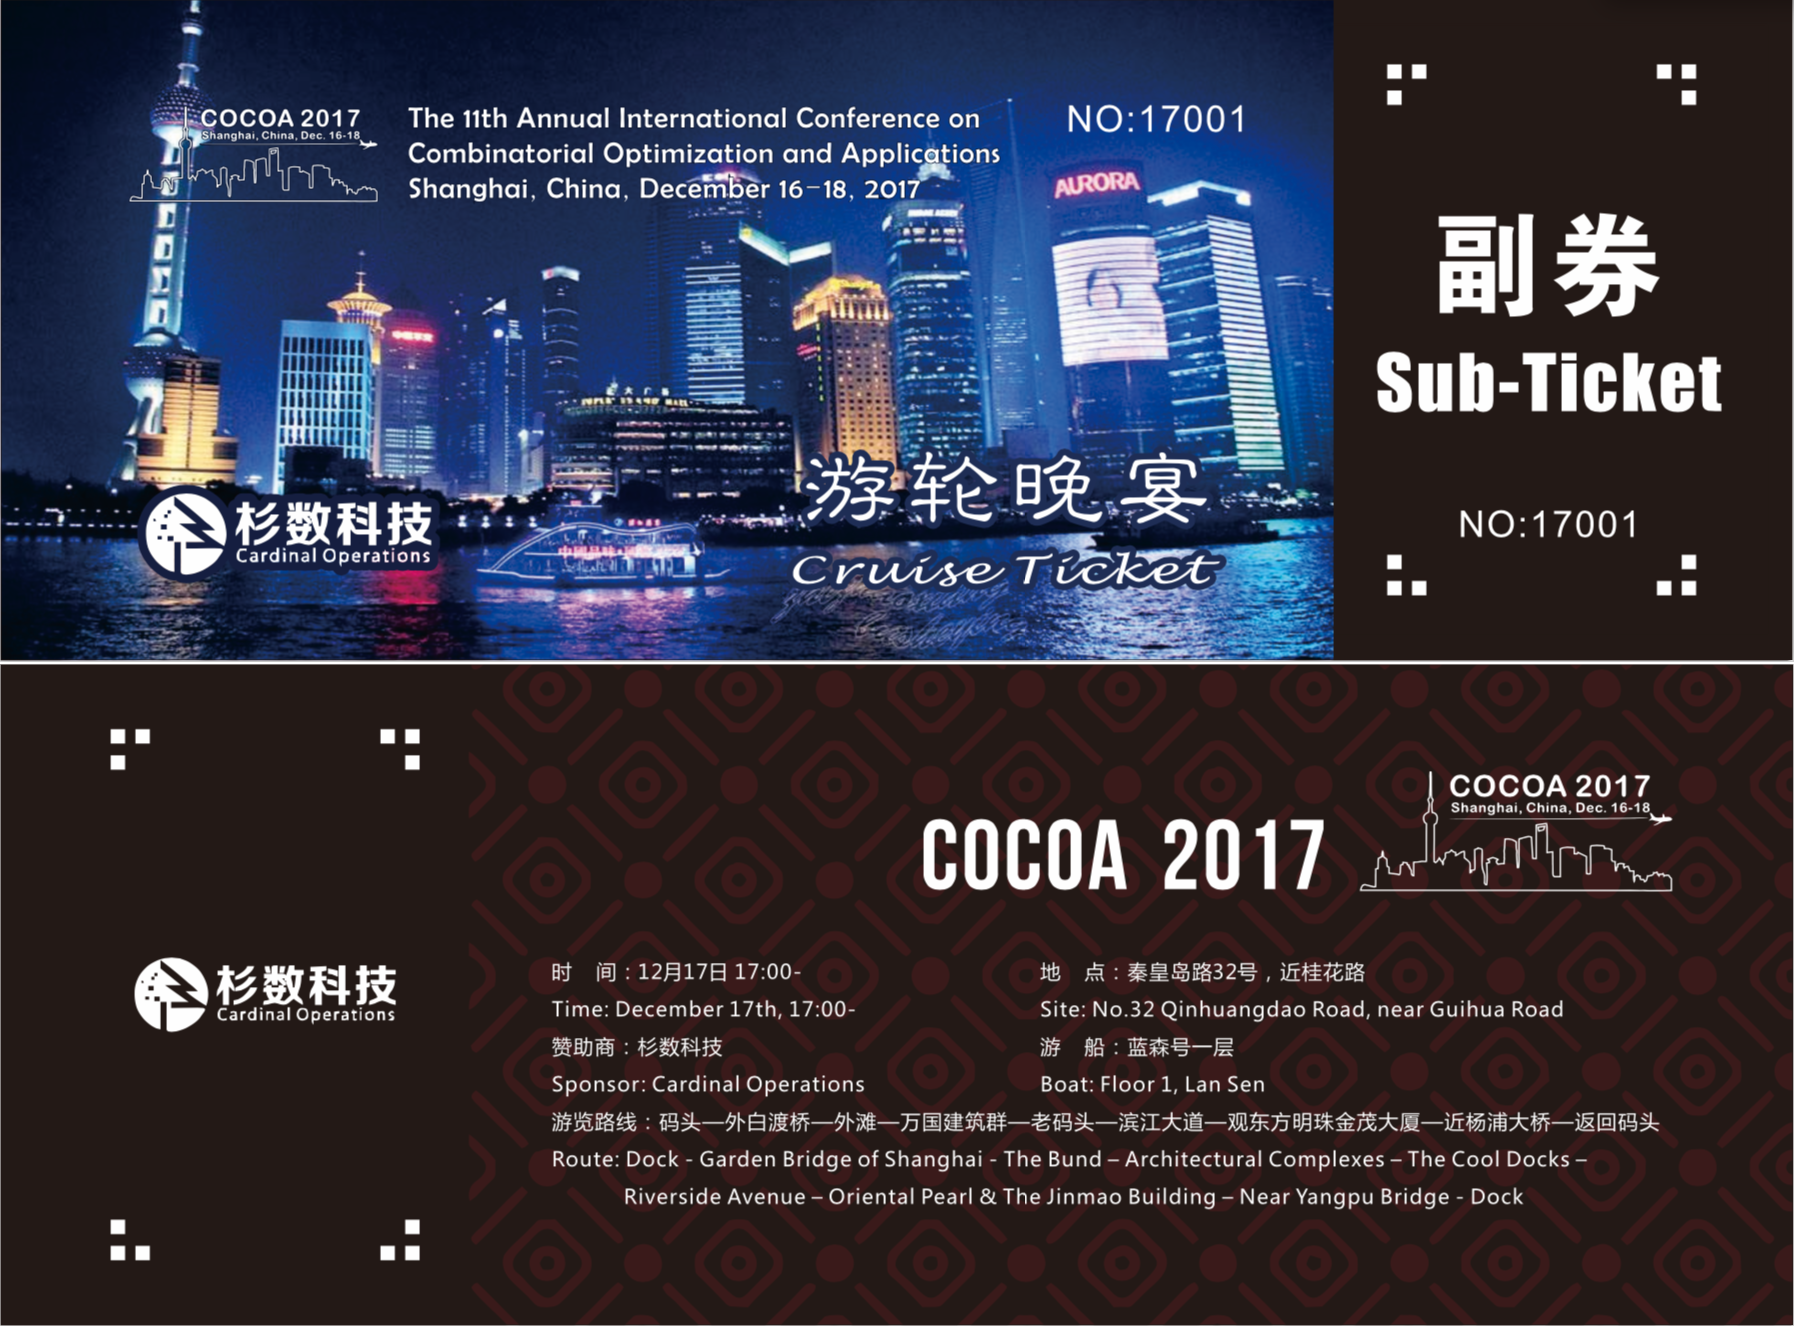 COCOA 2017
Shanghai, China, Dec. 16-18
The 11th Annual International Conference on
Combinatorial Optimization and Applications
Shanghai, China, December 16-18, 2017
NO:17001
AURORA
杉数科技
Cardinal Operations
游轮晚宴
Cruise Ticket
副券
Sub-Ticket
NO:17001
COCOA 2017
COCOA 2017
Shanghai, China, Dec. 16-18
杉数科技
Cardinal Operations
时 间：12月17日 17:00-
地 点：秦皇岛路32号，近桂花路
Time: December 17th, 17:00-
Site: No.32 Qinhuangdao Road, near Guihua Road
赞助商：杉数科技
游 船：蓝森号一层
Sponsor: Cardinal Operations
Boat: Floor 1, Lan Sen
游览路线：码头—外白渡桥—外滩—万国建筑群—老码头—滨江大道—观东方明珠金茂大厦—近杨浦大桥—返回码头
Route: Dock - Garden Bridge of Shanghai - The Bund – Architectural Complexes – The Cool Docks –
Riverside Avenue – Oriental Pearl & The Jinmao Building – Near Yangpu Bridge - Dock